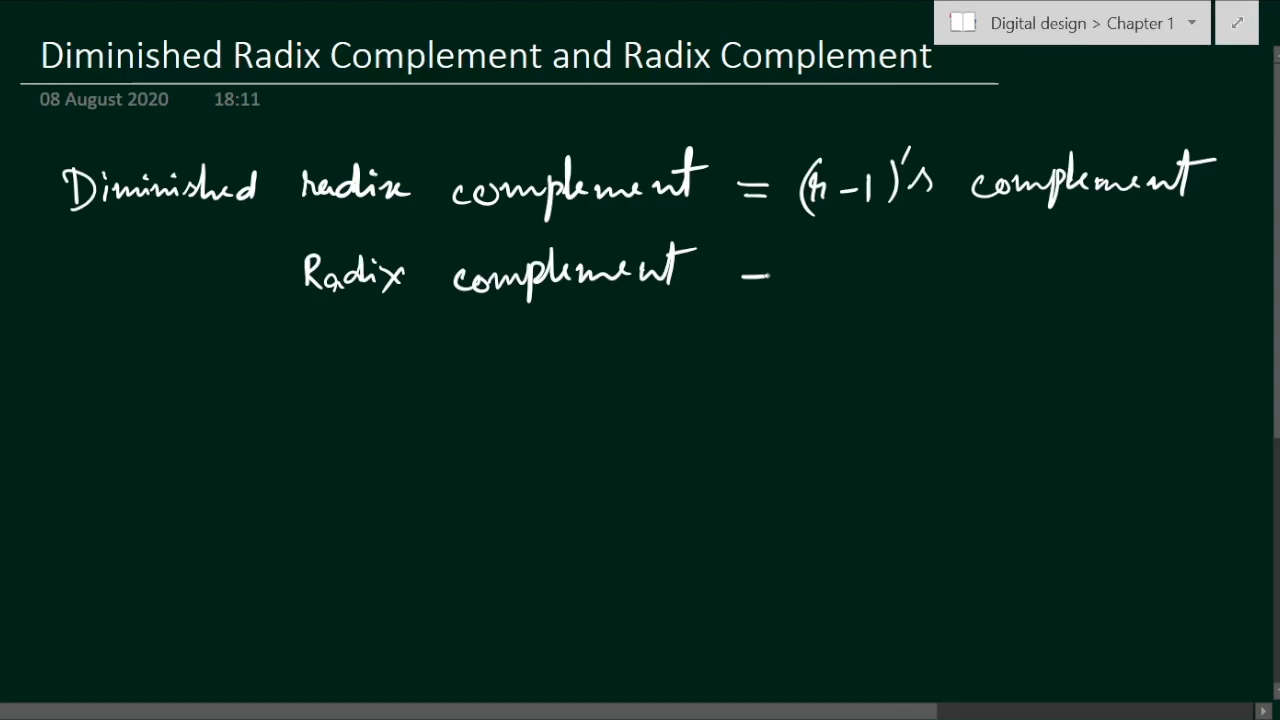 Digital design > Chapter 1
Diminished Radix Complement and Radix Complement
08 August 2020 18:11
Diminished radix complement = (r-1)'s complement
Radix complement -